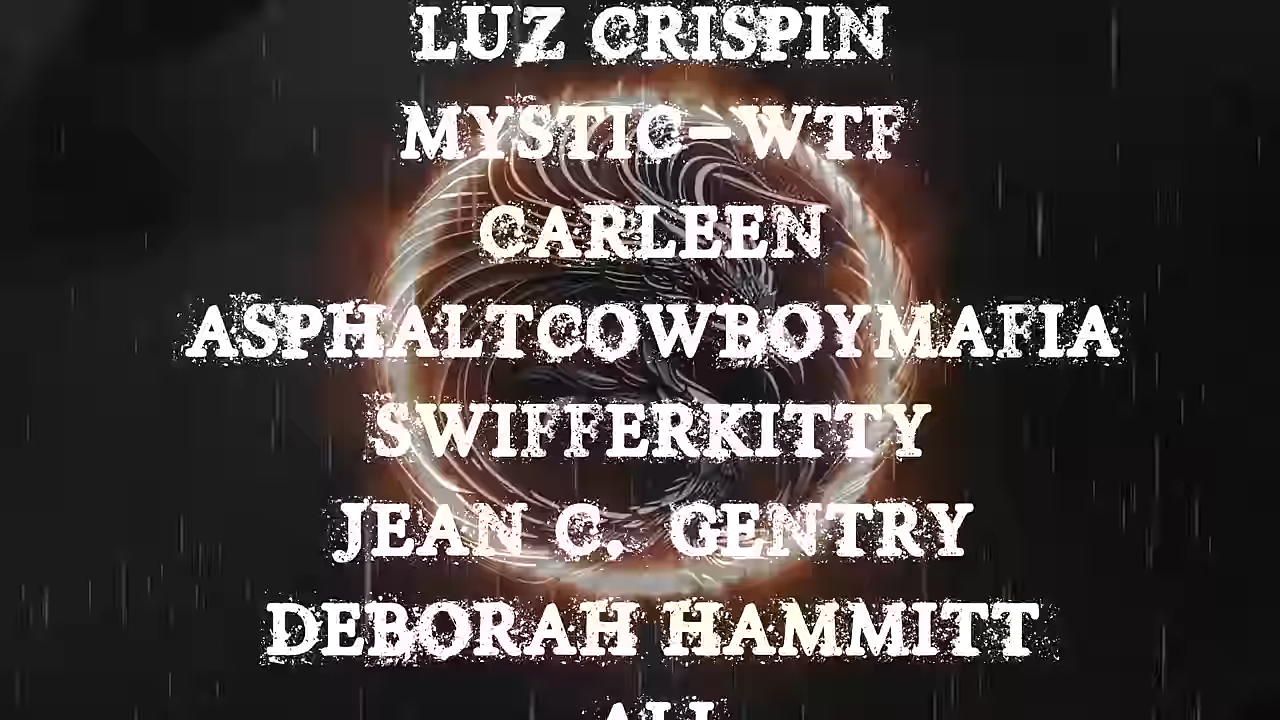 LUZ CRISPIN
MYSTIC-WTF
CARLEEN
ASPHALTCOWBOYMAFIA
SWIFFERKITTY
JEAN C. GENTRY
DEBORAH HAMMITT